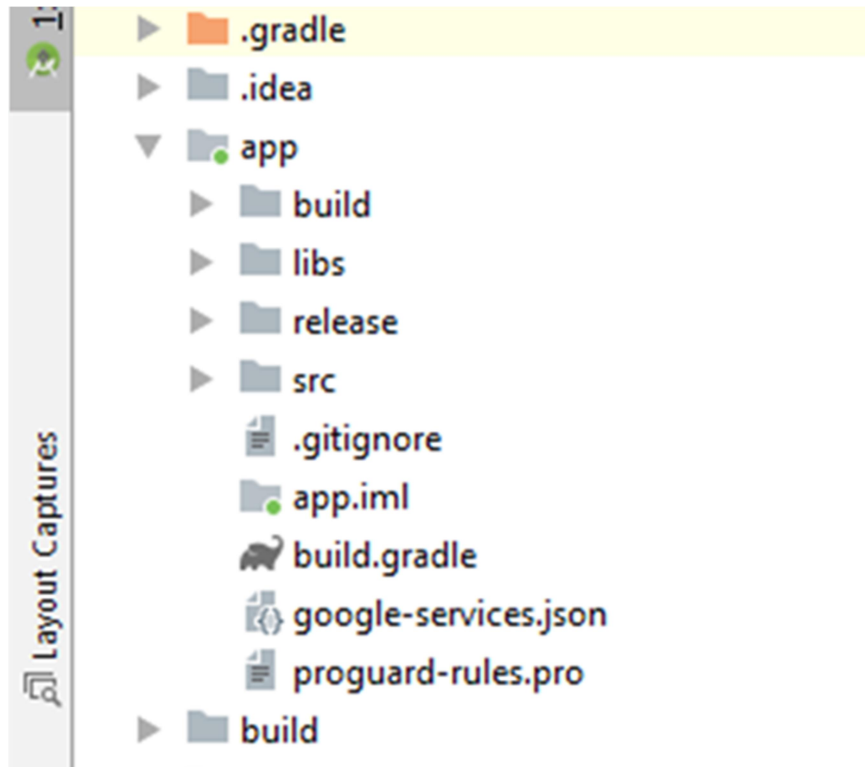 1:
.gradle
.idea
app
build
libs
release
src
.gitignore
app.iml
build.gradle
google-services.json
proguard-rules.pro
build
Layout Captures